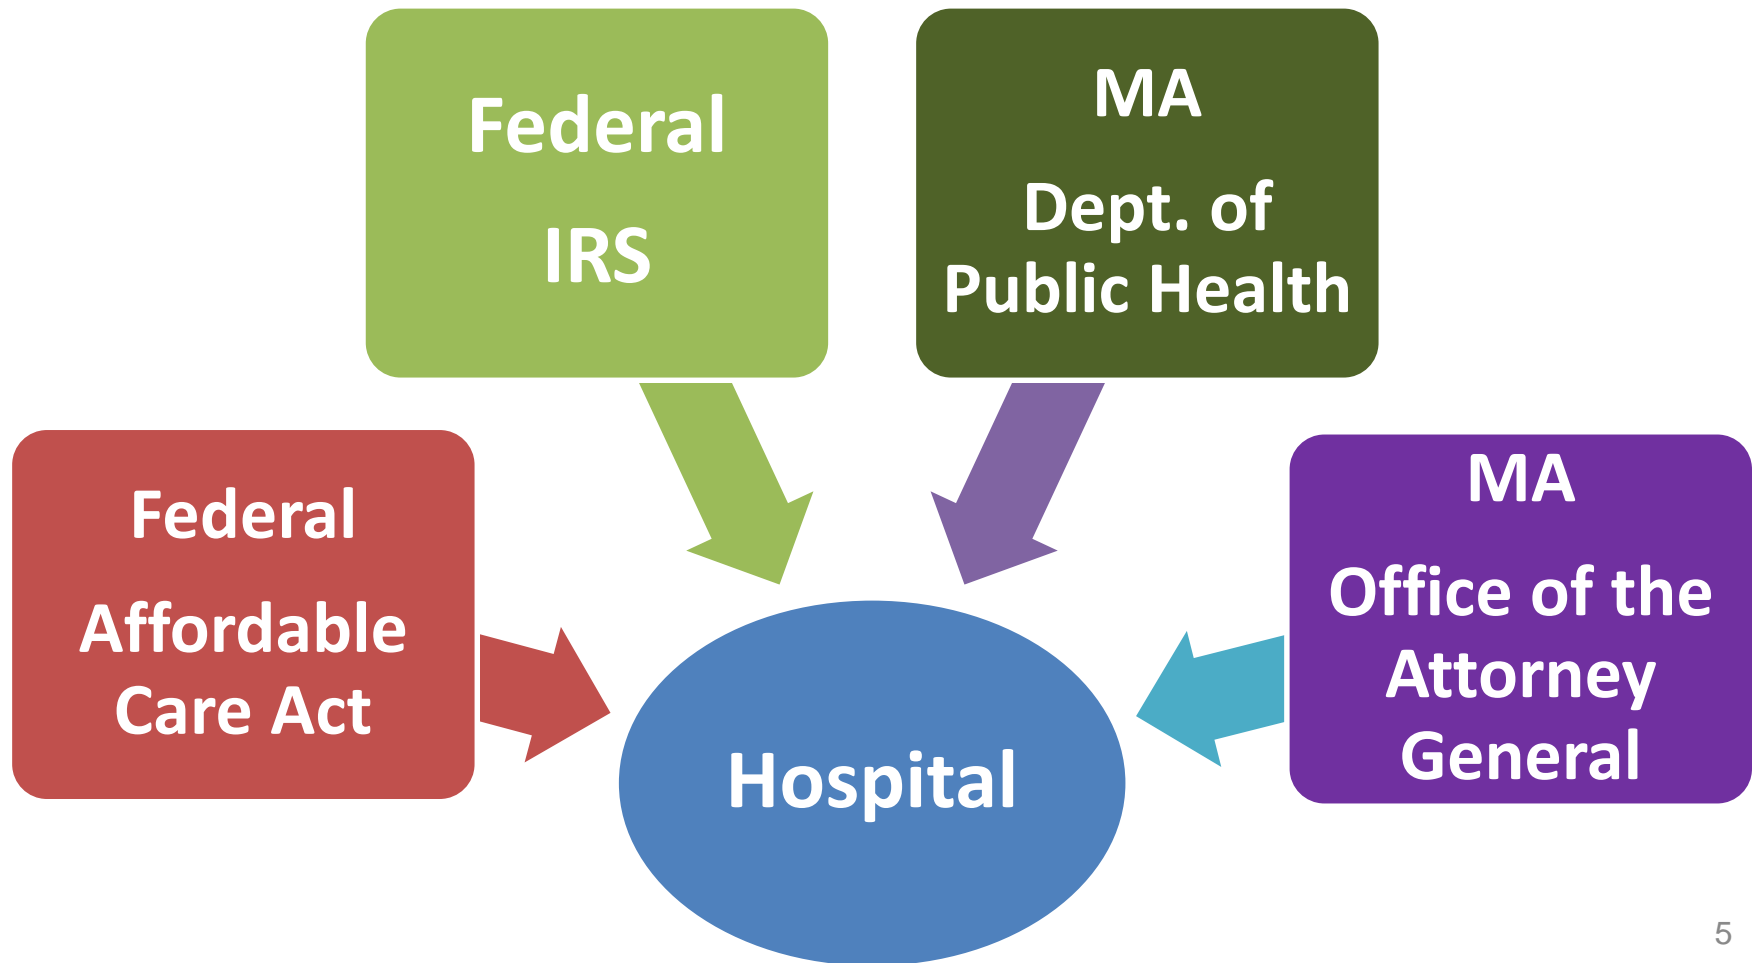 Federal
IRS
MA
Dept. of
Public Health
Federal
Affordable
Care Act
MA
Office of the
Attorney
General
Hospital
5